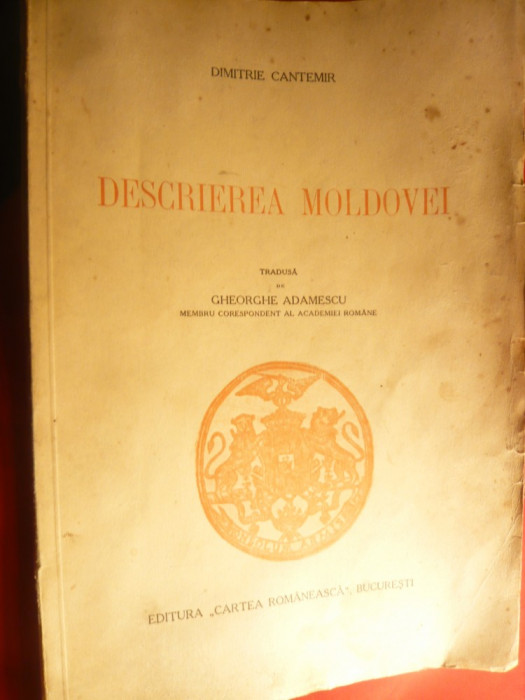 DIMITRIE CANTEMIR
DESCRIEREA MOLDOVEI
TRADUSĂ
DE
GHEORGHE ADAMESCU
MEMBRU CORESPONDENT AL ACADEMIEI ROMÂNE
EDITURA „CARTEA ROMÂNEASCĂ", BUCUREȘTI